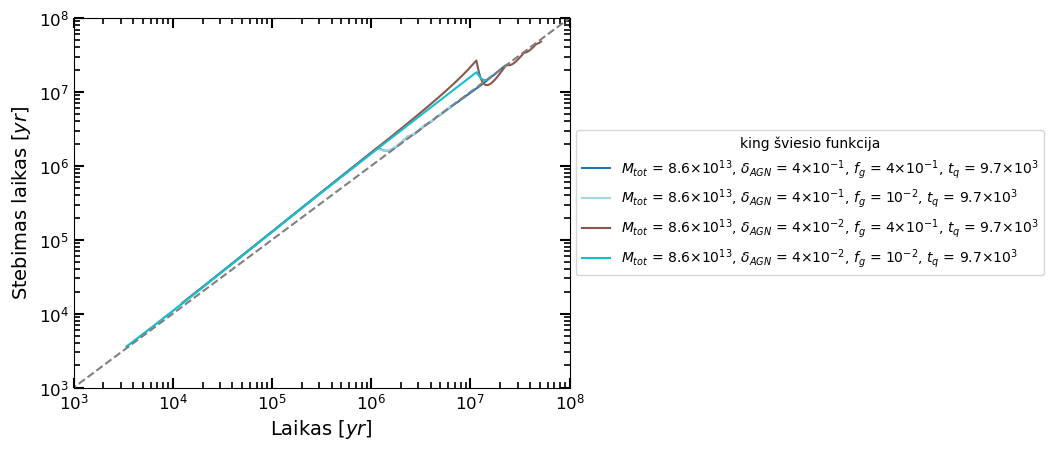 10^8
10^7
10^6
10^5
10^4
10^3
Stebimas laikas [yr]
10^3 10^4 10^5 10^6 10^7 10^8
Laikas [yr]
king šviesio funkcija
M_tot = 8.6×10^13, δ_AGN = 4×10^−1, f_g = 4×10^−1, t_q = 9.7×10^3
M_tot = 8.6×10^13, δ_AGN = 4×10^−1, f_g = 10^−2, t_q = 9.7×10^3
M_tot = 8.6×10^13, δ_AGN = 4×10^−2, f_g = 4×10^−1, t_q = 9.7×10^3
M_tot = 8.6×10^13, δ_AGN = 4×10^−2, f_g = 10^−2, t_q = 9.7×10^3